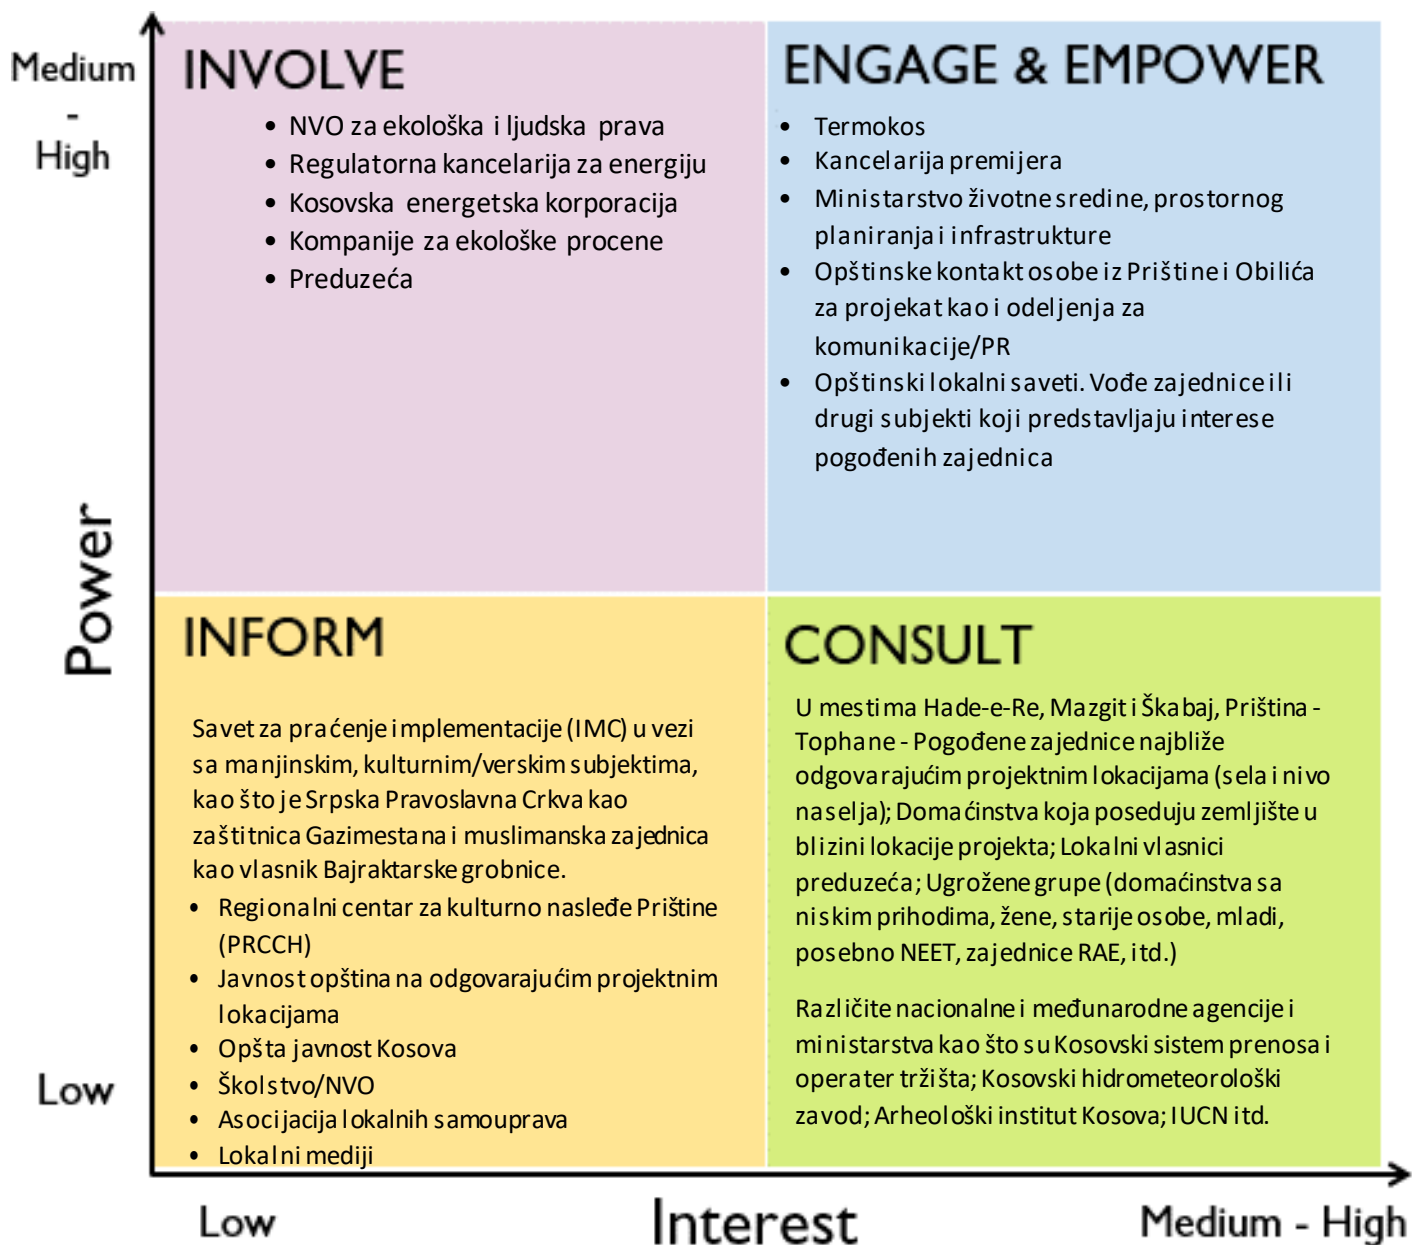 Medium
-
High
INVOLVE
• NVO za ekološka i ljudska prava
• Regulatorna kancelarija za energiju
• Kosovska energetska korporacija
• Kompanije za ekološke procene
• Preduzeća
ENGAGE & EMPOWER
• Termokos
• Kancelarija premijera
• Ministarstvo životne sredine, prostornog
planiranja i infrastrukture
• Opštinske kontakt osobe iz Prištine i Obilića
za projekat kao i odeljenja za
komunikacije/PR
• Opštinski lokalni saveti. Vođe zajednice ili
drugi subjekti koji predstavljaju interese
pogođenih zajednica
Power
INFORM
Savet za praćenje implementacije (IMC) u vezi
sa manjinskim, kulturnim/verskim subjektima,
kao što je Srpska Pravoslavna Crkva kao
zaštitnica Gazimestana i muslimanska zajednica
kao vlasnik Bajraktarske grobnice.
• Regionalni centar za kulturno nasleđe Prištine
(PRCCH)
• Javnost opština na odgovarajućim projektnim
lokacijama
• Opšta javnost Kosova
• Školstvo/NVO
• Asocijacija lokalnih samouprava
• Lokalni mediji
CONSULT
U mestima Hade-e-Re, Mazgit i Škabaj, Priština -
Tophane - Pogođene zajednice najbliže
odgovarajućim projektnim lokacijama (sela i nivo
naselja); Domaćinstva koja poseduju zemljište u
blizini lokacije projekta; Lokalni vlasnici
preduzeća; Ugrožene grupe (domaćinstva sa
niskim prihodima, žene, starije osobe, mladi,
posebno NEET, zajednice RAE, itd.)
Različite nacionalne i međunarodne agencije i
ministarstva kao što su Kosovski sistem prenosa i
operater tržišta; Kosovski hidrometeorološki
zavod; Arheološki institut Kosova; IUCN itd.
Low
Low
Interest
Medium - High